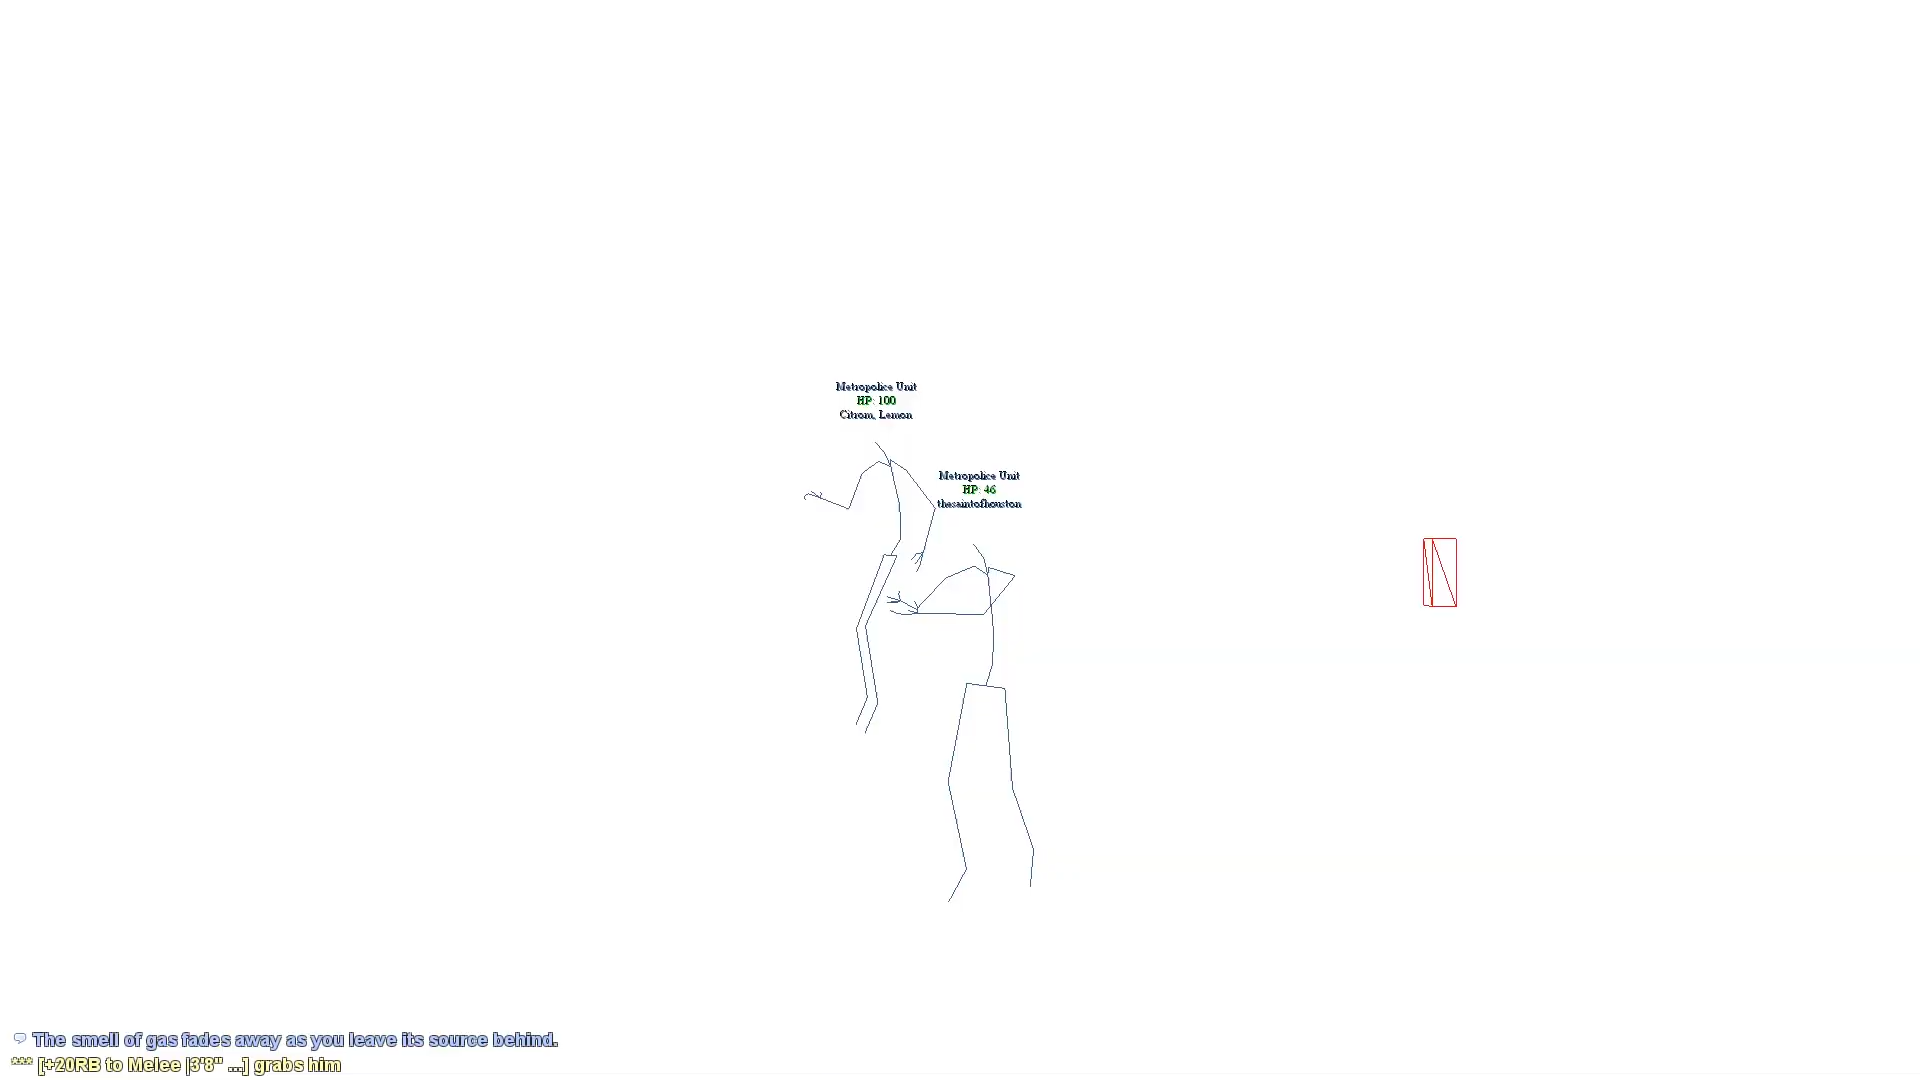 Metropolice Unit
HP: 100
Citrom, Lemon
Metropolice Unit
HP: 46
thesaintofhouston
The smell of gas fades away as you leave its source behind.
*** [+20RB to Melee |3'8" ...] grabs him